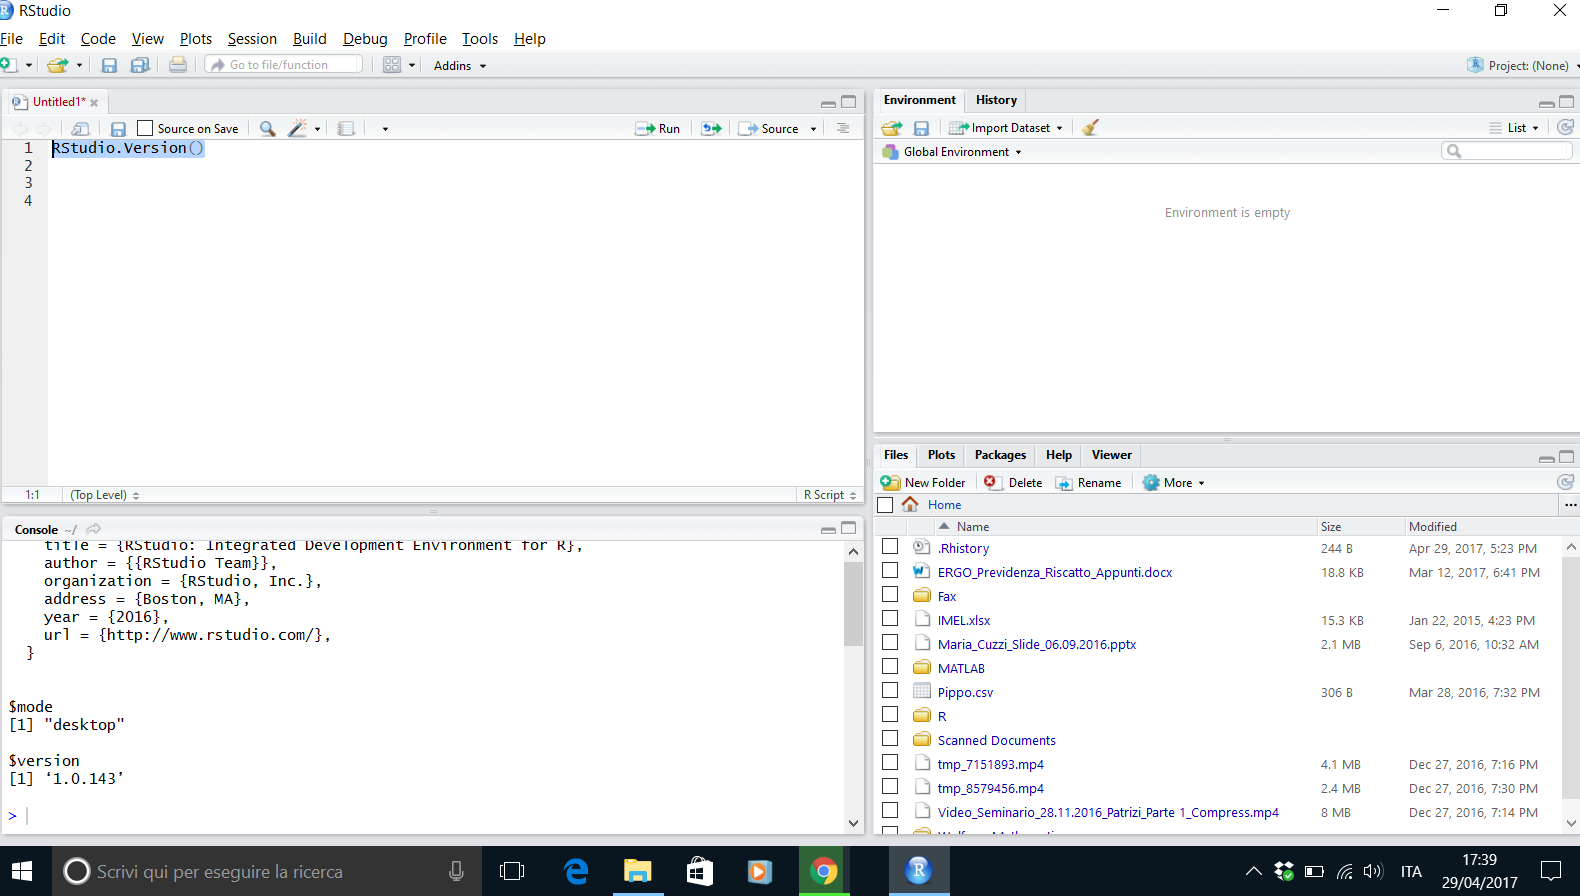 RStudio
File Edit Code View Plots Session Build Debug Profile Tools Help
Go to file/function Addins Project: (None)
Untitled1*
Source on Save Run Source
1 RStudio.Version()
2
3
4
1:1 (Top Level) R Script
Console ~/
title = {RStudio: Integrated Development Environment for R},
author = {{RStudio Team}},
organization = {RStudio, Inc.},
address = {Boston, MA},
year = {2016},
url = {http://www.rstudio.com/},
}
$mode
[1] "desktop"
$version
[1] ‘1.0.143’
>
Environment History
Import Dataset List
Global Environment
Environment is empty
Files Plots Packages Help Viewer
New Folder Delete Rename More
Home ...
Name Size Modified
.Rhistory 244 B Apr 29, 2017, 5:23 PM
ERGO_Previdenza_Riscatto_Appunti.docx 18.8 KB Mar 12, 2017, 6:41 PM
Fax
IMEL.xlsx 15.3 KB Jan 22, 2015, 4:23 PM
Maria_Cuzzi_Slide_06.09.2016.pptx 2.1 MB Sep 6, 2016, 10:32 AM
MATLAB
Pippo.csv 306 B Mar 28, 2016, 7:32 PM
R
Scanned Documents
tmp_7151893.mp4 4.1 MB Dec 27, 2016, 7:16 PM
tmp_8579456.mp4 2.4 MB Dec 27, 2016, 7:30 PM
Video_Seminario_28.11.2016_Patrizi_Parte 1_Compress.mp4 8 MB Dec 27, 2016, 7:14 PM
Scrivi qui per eseguire la ricerca ITA 17:39
29/04/2017